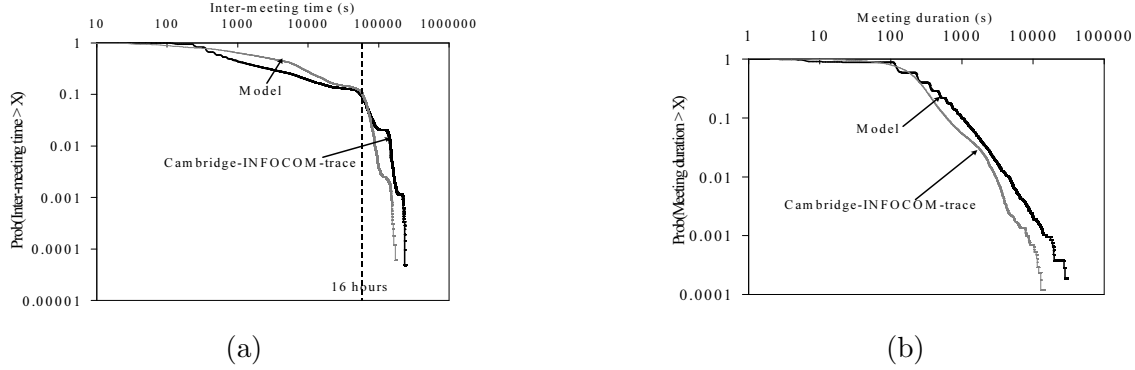 Inter-meeting time (s)
10 100 1000 10000 100000 1000000
1
0.1
0.01
0.001
0.0001
0.00001
Prob(Inter-meeting time > X)
Model
Cambridge-INFOCOM-trace
16 hours
(a)
Meeting duration (s)
1 10 100 1000 10000 100000
1
0.1
0.01
0.001
0.0001
Prob(Meeting duration > X)
Model
Cambridge-INFOCOM-trace
(b)